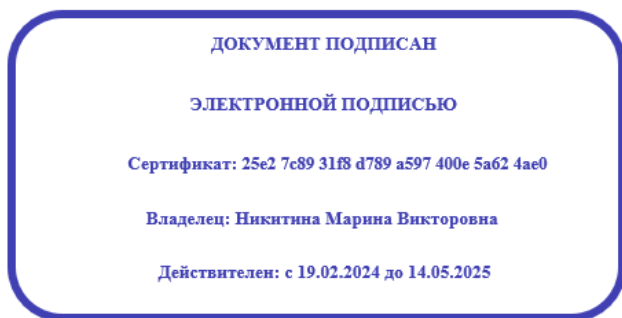 ДОКУМЕНТ ПОДПИСАН
ЭЛЕКТРОННОЙ ПОДПИСЬЮ
Сертификат: 25e2 7c89 31f8 d789 a597 400e 5a62 4ae0
Владелец: Никитина Марина Викторовна
Действителен: с 19.02.2024 до 14.05.2025